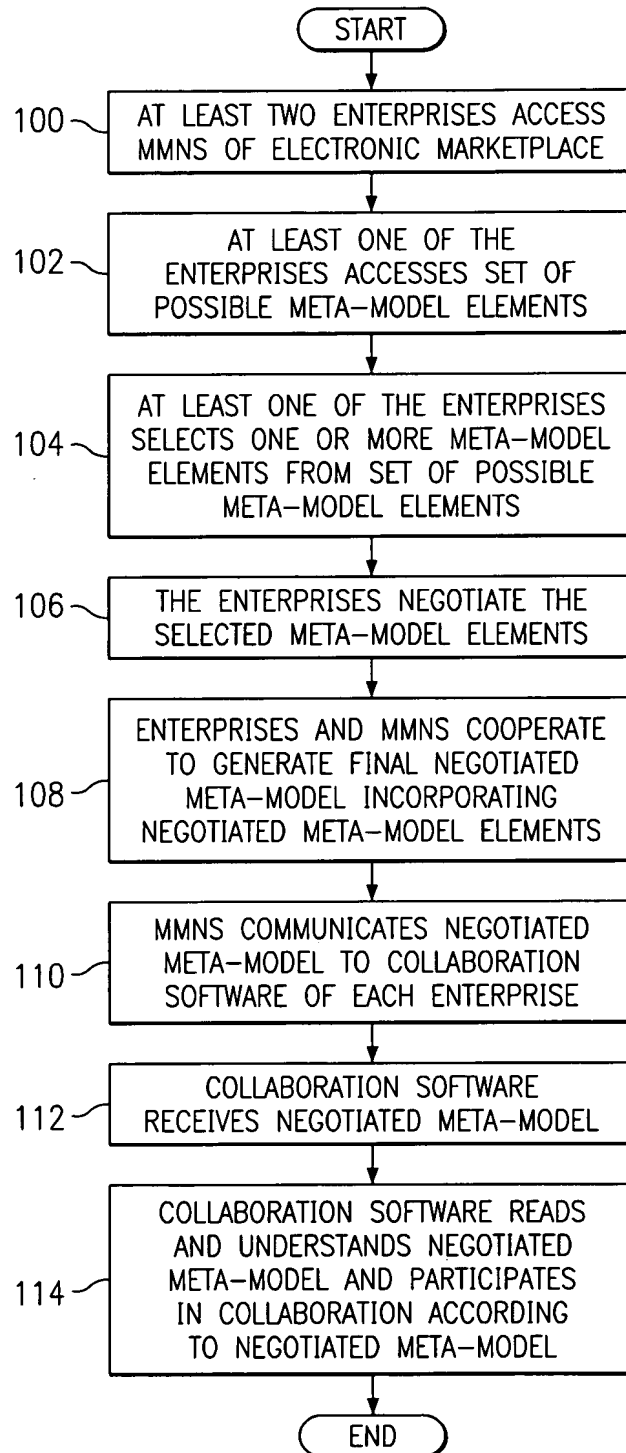 START
100
AT LEAST TWO ENTERPRISES ACCESS
MMNS OF ELECTRONIC MARKETPLACE
102
AT LEAST ONE OF THE
ENTERPRISES ACCESSES SET OF
POSSIBLE META-MODEL ELEMENTS
104
AT LEAST ONE OF THE ENTERPRISES
SELECTS ONE OR MORE META-MODEL
ELEMENTS FROM SET OF POSSIBLE
META-MODEL ELEMENTS
106
THE ENTERPRISES NEGOTIATE THE
SELECTED META-MODEL ELEMENTS
108
ENTERPRISES AND MMNS COOPERATE
TO GENERATE FINAL NEGOTIATED
META-MODEL INCORPORATING
NEGOTIATED META-MODEL ELEMENTS
110
MMNS COMMUNICATES NEGOTIATED
META-MODEL TO COLLABORATION
SOFTWARE OF EACH ENTERPRISE
112
COLLABORATION SOFTWARE
RECEIVES NEGOTIATED META-MODEL
114
COLLABORATION SOFTWARE READS
AND UNDERSTANDS NEGOTIATED
META-MODEL AND PARTICIPATES
IN COLLABORATION ACCORDING
TO NEGOTIATED META-MODEL
END